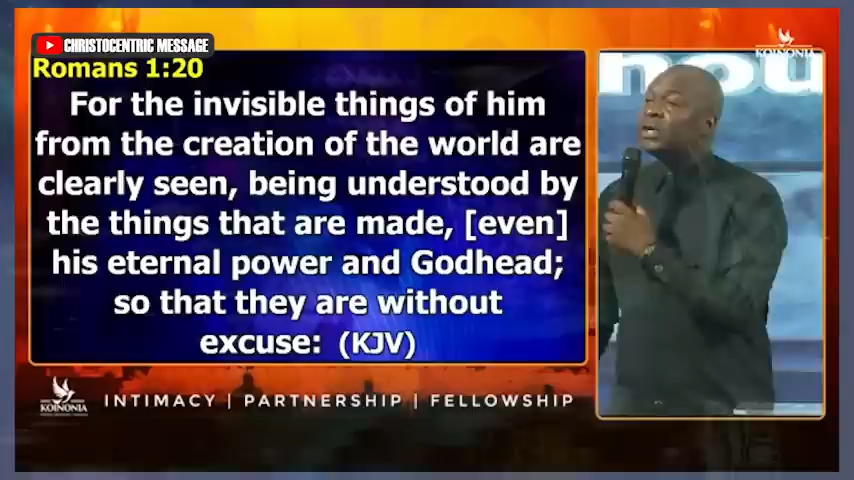 CHRISTOCENTRIC MESSAGE
Romans 1:20
For the invisible things of him
from the creation of the world are
clearly seen, being understood by
the things that are made, [even]
his eternal power and Godhead;
so that they are without
excuse: (KJV)
KOINONIA
KOINONIA
INTIMACY | PARTNERSHIP | FELLOWSHIP